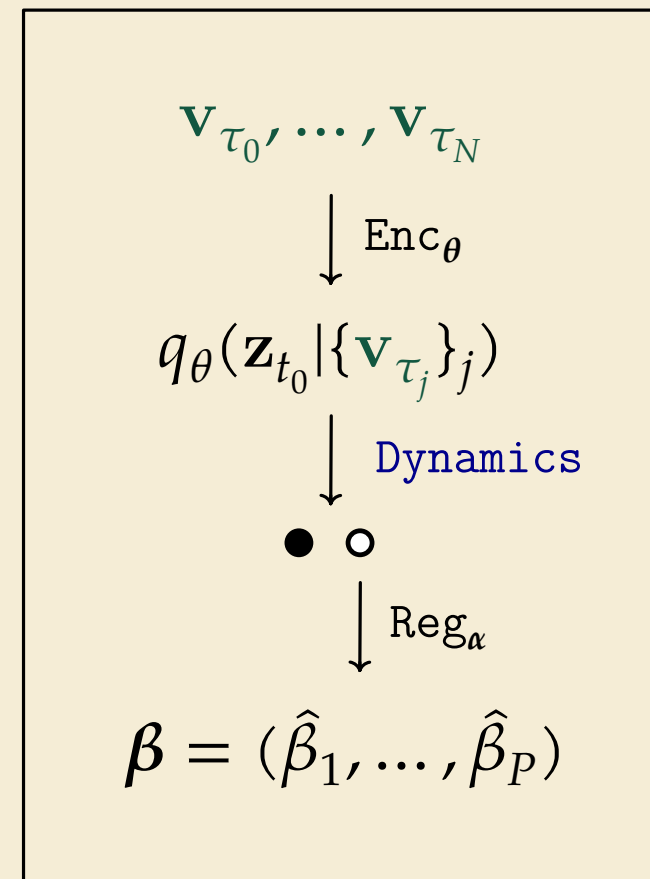 𝐯_{τ_0}, … , 𝐯_{τ_N}
Enc_𝜽
q_θ(𝐳_{t_0}|{𝐯_{τ_j}}_j)
Dynamics
Reg_𝜶
𝜷 = (β̂_1, … , β̂_P)